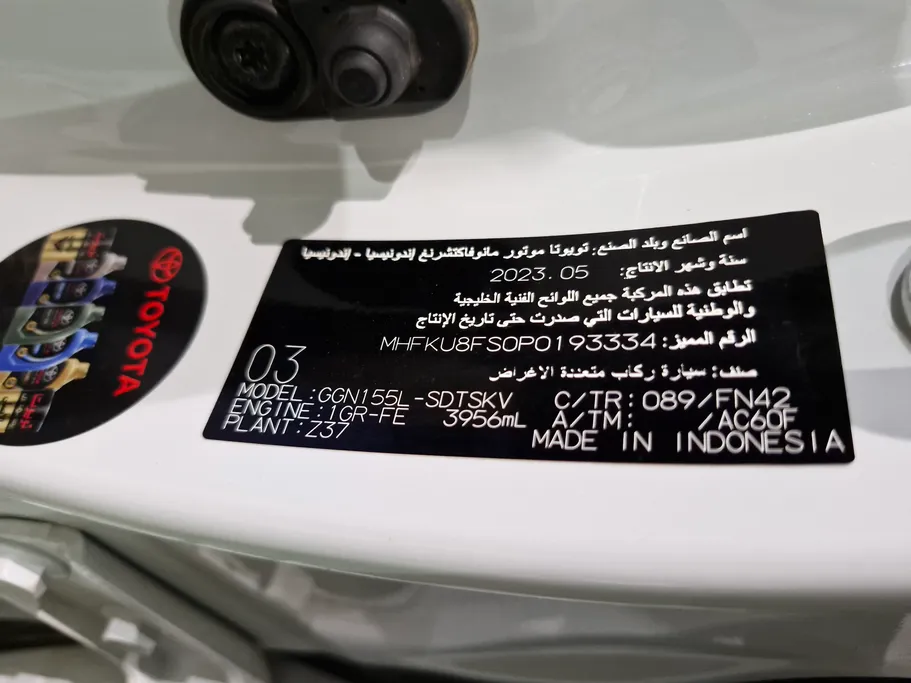 اسم الصانع وبلد الصنع: تويوتا موتور مانوفاكتشرنغ إندونيسيا - إندونيسيا
سنة وشهر الانتاج: 2023.05
تطابق هذه المركبة جميع اللوائح الفنية الخليجية
والوطنية للسيارات التي صدرت حتى تاريخ الإنتاج
الرقم المميز: MHFKU8FS0P0193334
صنف: سيارة ركاب متعددة الاغراض
03
MODEL:GGN155L-SDTSKV C/TR:089/FN42
ENGINE:1GR-FE 3956mL A/TM: /AC60F
PLANT:Z37 MADE IN INDONESIA
TOYOTA